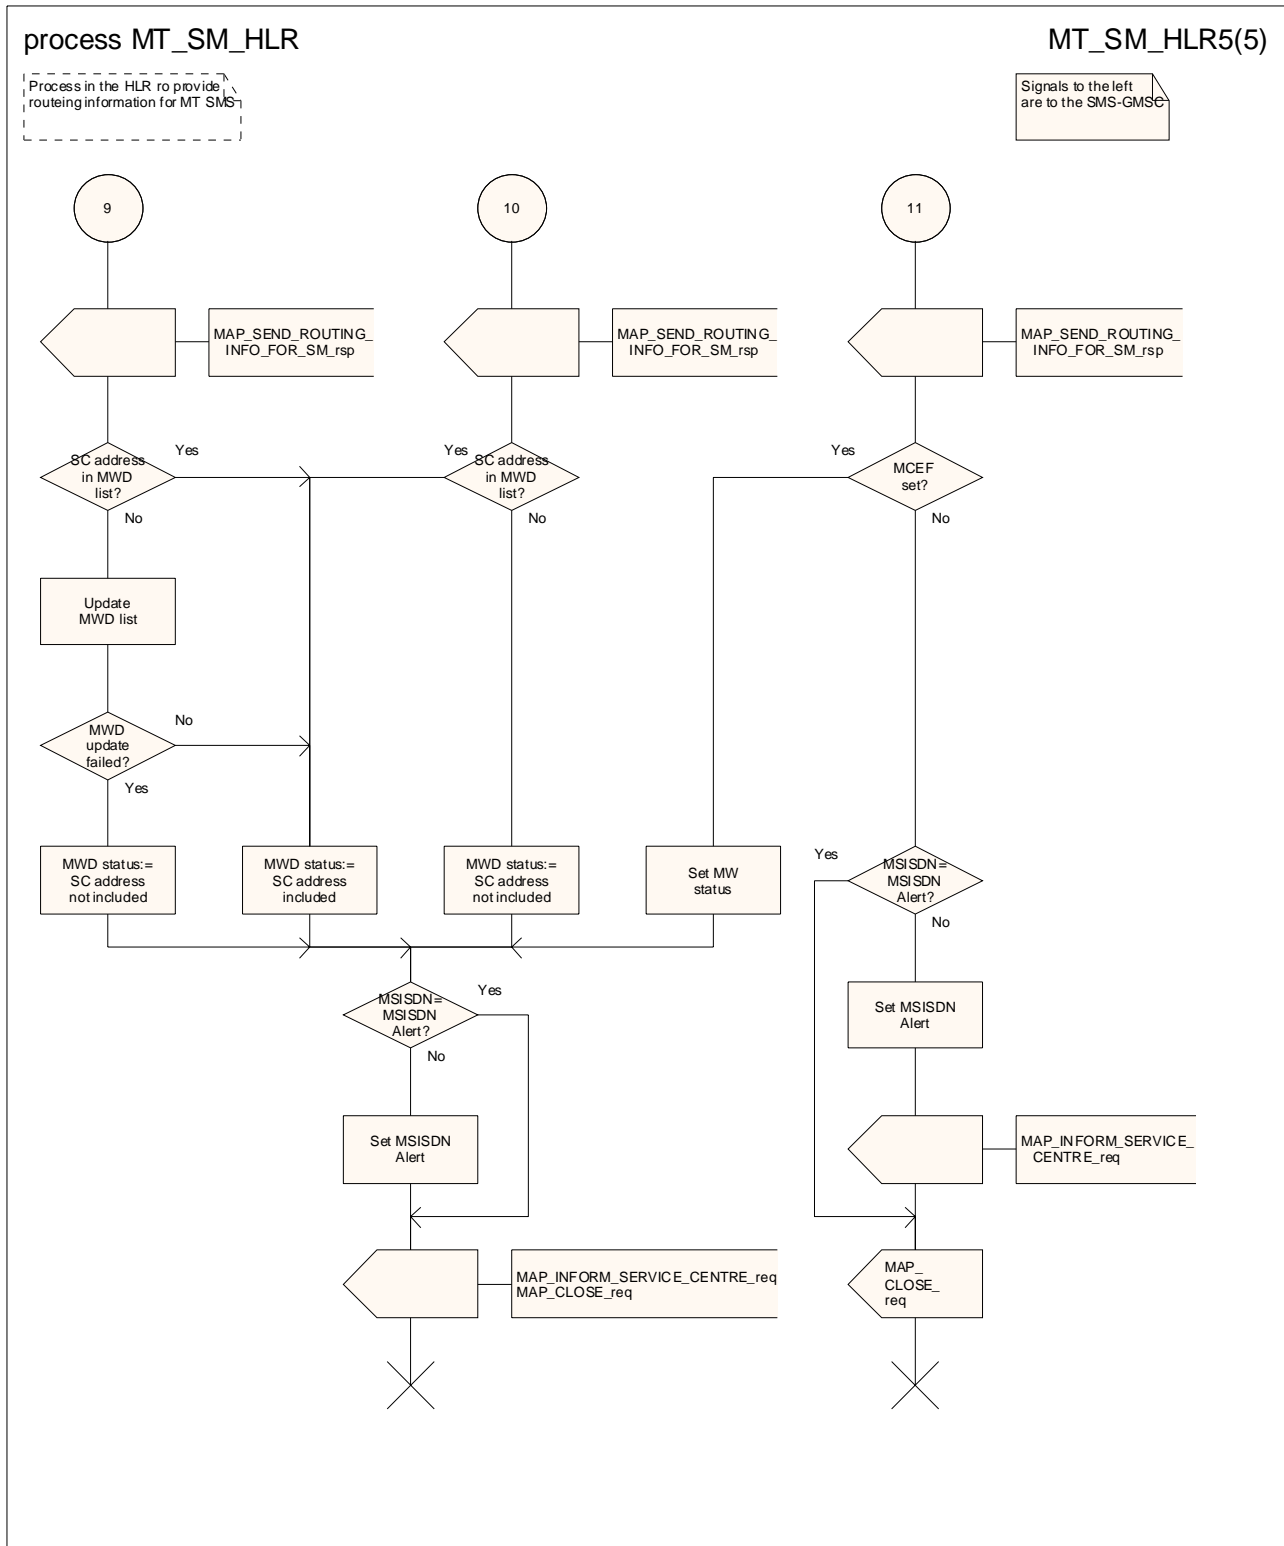 process MT_SM_HLR
MT_SM_HLR5(5)
Process in the HLR ro provide
routeing information for MT SMS
Signals to the left
are to the SMS-GMSC
9
10
11
MAP_SEND_ROUTING_
INFO_FOR_SM_rsp
MAP_SEND_ROUTING_
INFO_FOR_SM_rsp
MAP_SEND_ROUTING_
INFO_FOR_SM_rsp
SC address
in MWD
list?
Yes
No
Yes
SC address
in MWD
list?
No
Yes
MCEF
set?
No
Update
MWD list
MWD
update
failed?
No
Yes
MWD status:=
SC address
not included
MWD status:=
SC address
included
MWD status:=
SC address
not included
Set MW
status
Yes
MSISDN=
MSISDN
Alert?
No
MSISDN=
MSISDN
Alert?
Yes
No
Set MSISDN
Alert
Set MSISDN
Alert
MAP_INFORM_SERVICE_
CENTRE_req
MAP_INFORM_SERVICE_CENTRE_req
MAP_CLOSE_req
MAP_
CLOSE_
req